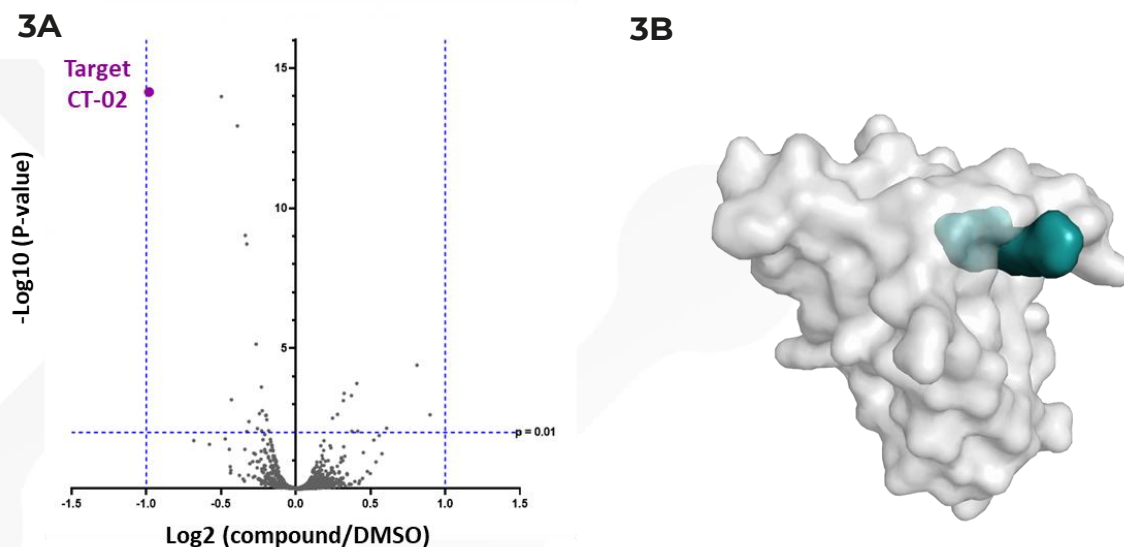 3A
3B
Target
CT-02
-Log10 (P-value)
15
10
5
p = 0.01
-1.5
-1.0
-0.5
0.0
0.5
1.0
1.5
Log2 (compound/DMSO)